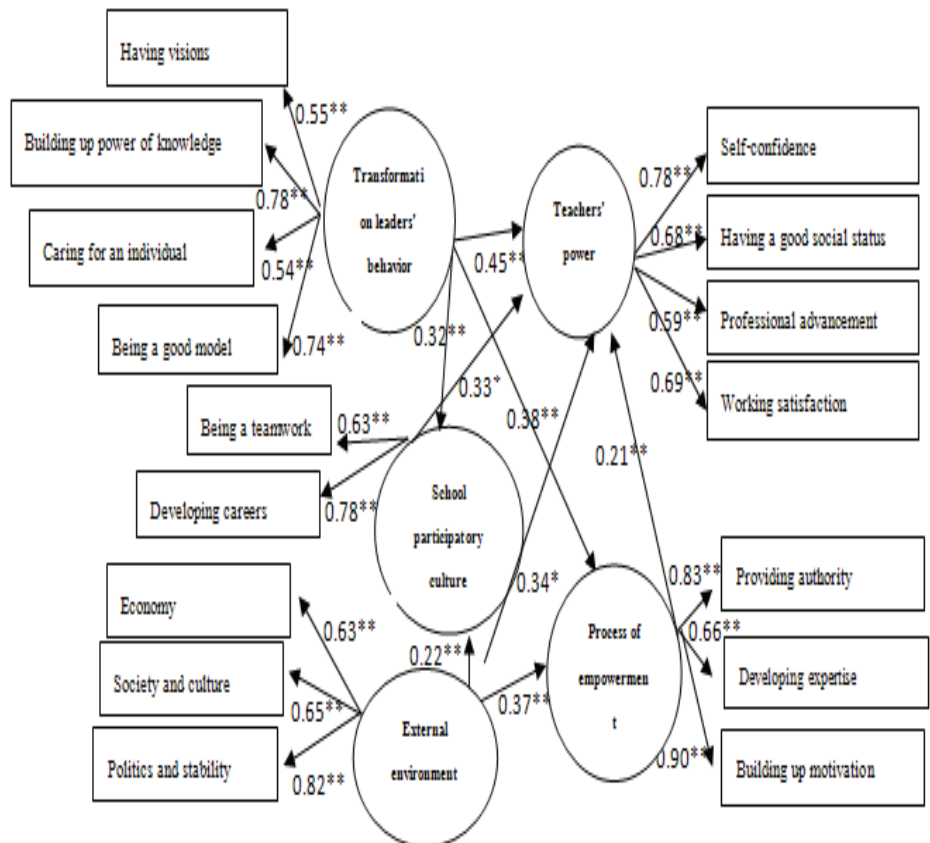 Having visions
0.55**
Building up power of knowledge
0.78**
Caring for an individual
0.54**
Being a good model
0.74**
Transformati
on leaders'
behavior
Teachers'
power
0.45**
0.78**
Self-confidence
0.68**
Having a good social status
0.59**
Professional advancement
0.69**
Working satisfaction
0.32**
0.33*
0.38**
0.21**
Being a teamwork
0.63**
Developing careers
0.78**
School
participatory
culture
0.34*
Economy
0.63**
Society and culture
0.65**
Politics and stability
0.82**
0.22**
External
environment
0.37**
Process of
empowermen
t
0.83**
Providing authority
0.66**
Developing expertise
0.90**
Building up motivation